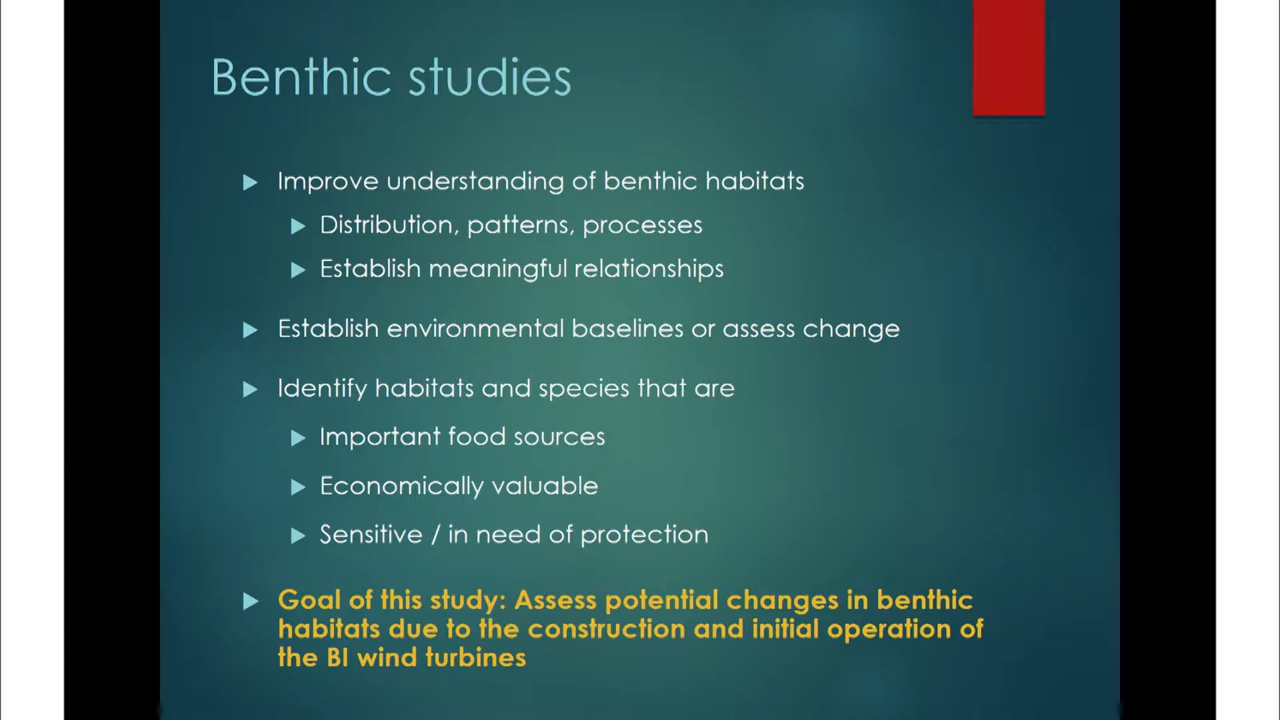 Benthic studies
Improve understanding of benthic habitats
Distribution, patterns, processes
Establish meaningful relationships
Establish environmental baselines or assess change
Identify habitats and species that are
Important food sources
Economically valuable
Sensitive / in need of protection
Goal of this study: Assess potential changes in benthic
habitats due to the construction and initial operation of
the BI wind turbines